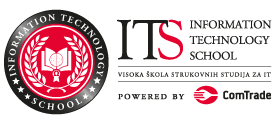 INFORMATION TECHNOLOGY
SCHOOL
ITS INFORMATION
TECHNOLOGY
SCHOOL
VISOKA ŠKOLA STRUKOVNIH STUDIJA ZA IT
POWERED BY ComTrade